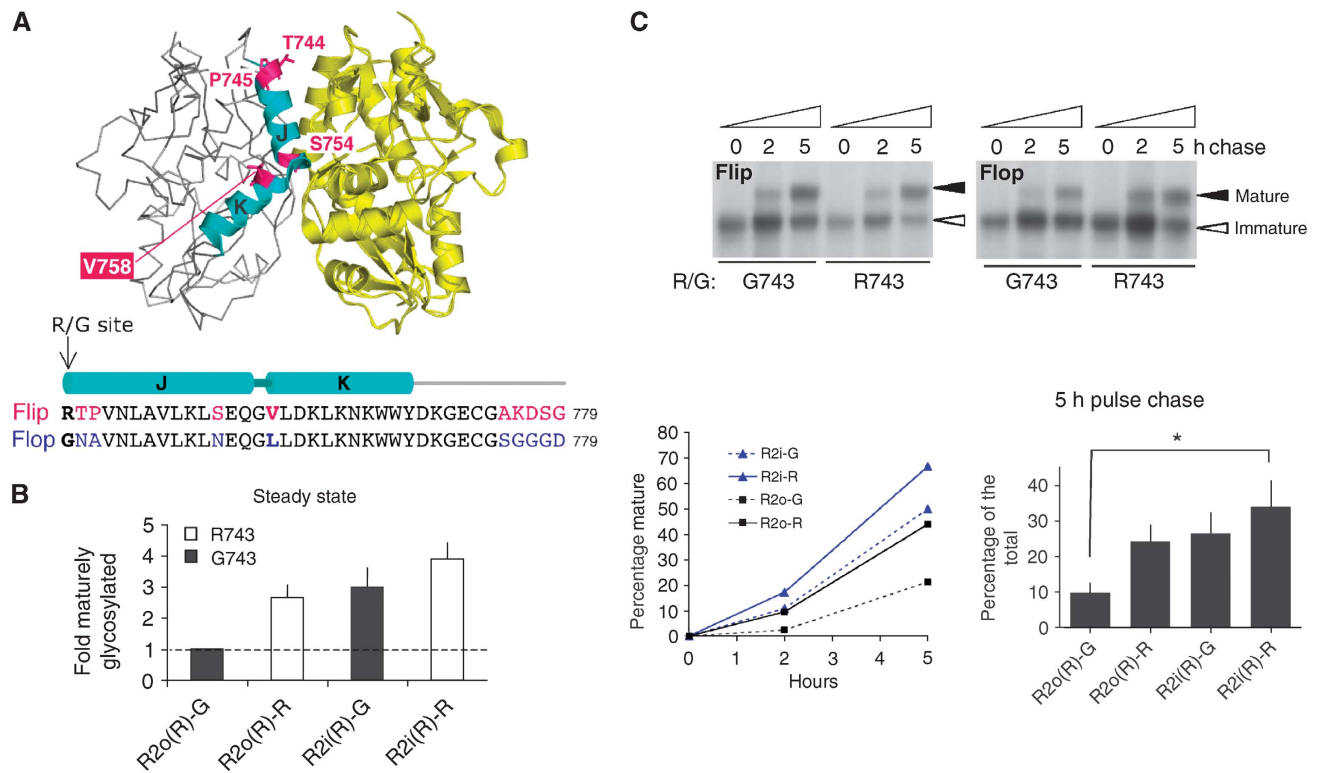 A
T744
P745
J
S754
K
V758
R/G site
J K
Flip RTPVNLAVLKLSEQGVLDKLKNKWWYDKGECGAKDSG 779
Flop GNAVNLAVLKLNEQGLLDKLKNKWWYDKGECGSGGGD 779
B
Steady state
Fold maturely glycosylated
5
4
3
2
1
0
R743
G743
R2o(R)-G
R2o(R)-R
R2i(R)-G
R2i(R)-R
C
0 2 5 0 2 5 0 2 5 0 2 5
h chase
Flip
Flop
Mature
Immature
R/G: G743 R743 G743 R743
Percentage mature
80
70
60
50
40
30
20
10
0
R2i-G
R2i-R
R2o-G
R2o-R
0 1 2 3 4 5
Hours
5 h pulse chase
*
Percentage of the
total
40
30
20
10
0
R2o(R)-G
R2o(R)-R
R2i(R)-G
R2i(R)-R